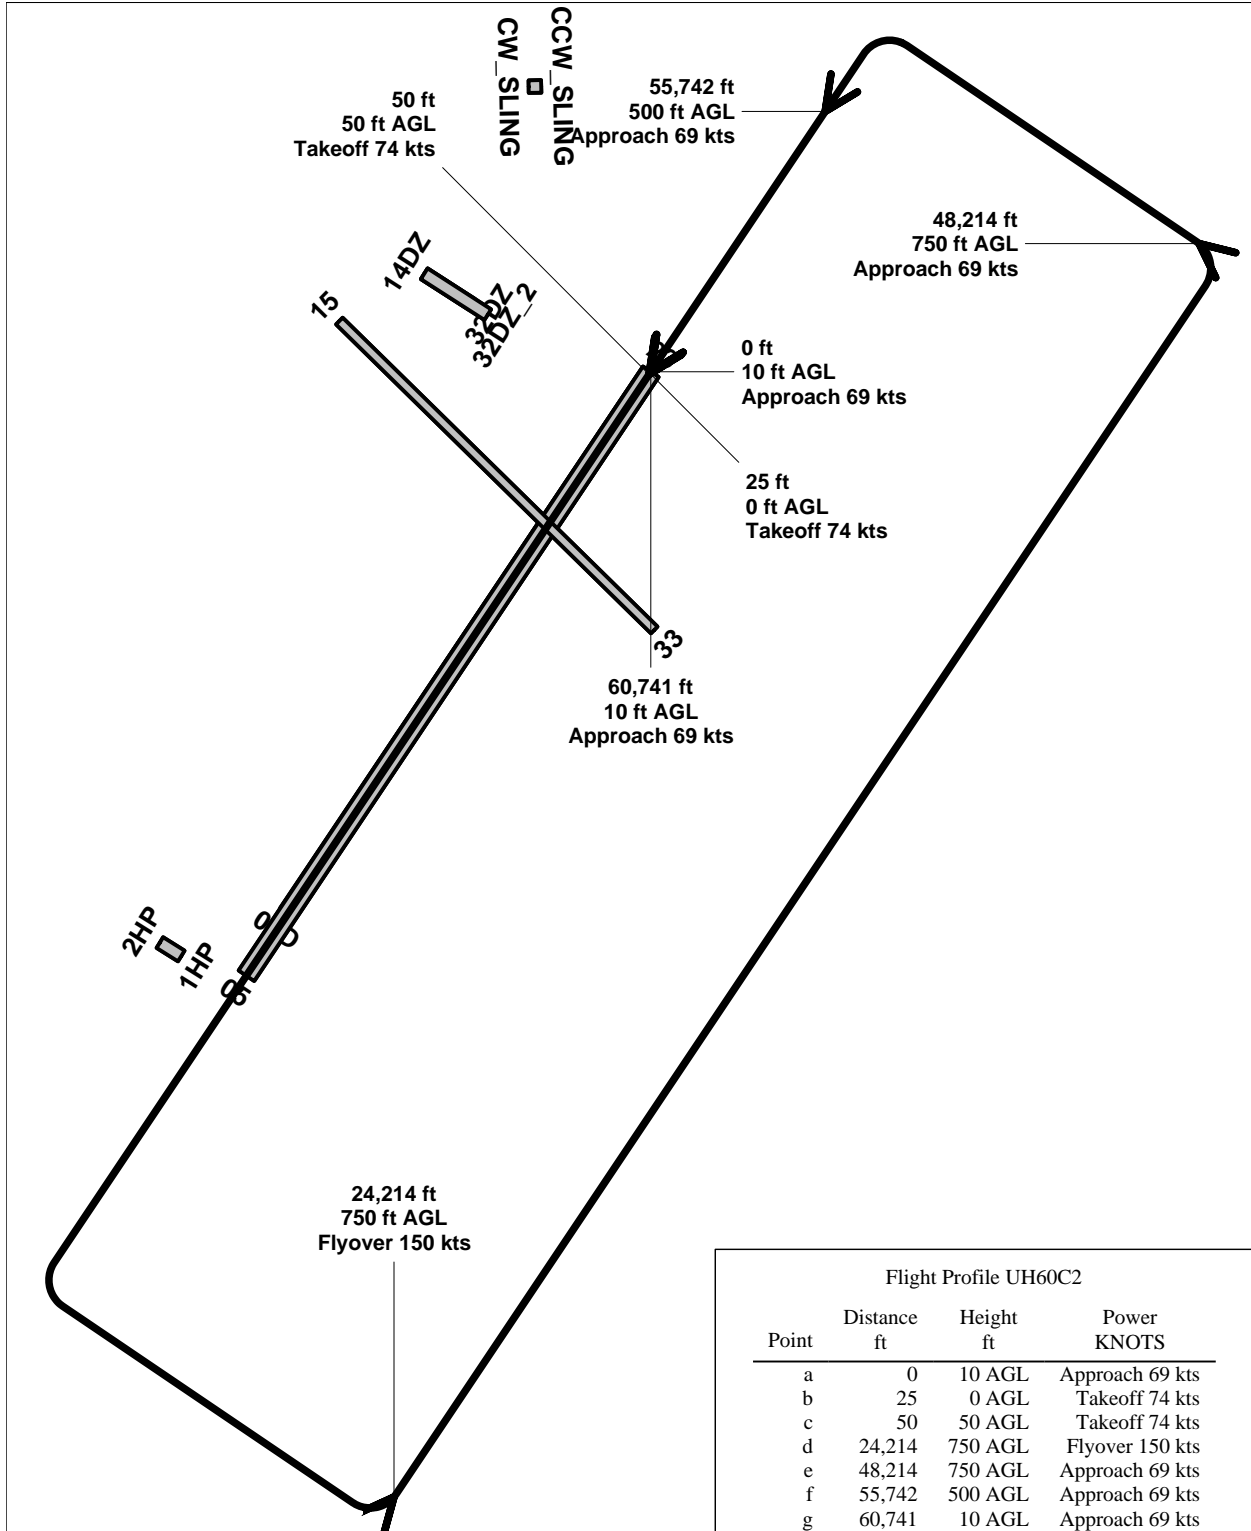 CW_SLING
CCW_SLING
50 ft
50 ft AGL
Takeoff 74 kts
55,742 ft
500 ft AGL
Approach 69 kts
48,214 ft
750 ft AGL
Approach 69 kts
14DZ
32DZ
32DZ_2
15
0 ft
10 ft AGL
Approach 69 kts
25 ft
0 ft AGL
Takeoff 74 kts
33
60,741 ft
10 ft AGL
Approach 69 kts
2HP
1HP
24,214 ft
750 ft AGL
Flyover 150 kts
Flight Profile UH60C2
Distance Height Power
Point ft ft KNOTS
a 0 10 AGL Approach 69 kts
b 25 0 AGL Takeoff 74 kts
c 50 50 AGL Takeoff 74 kts
d 24,214 750 AGL Flyover 150 kts
e 48,214 750 AGL Approach 69 kts
f 55,742 500 AGL Approach 69 kts
g 60,741 10 AGL Approach 69 kts